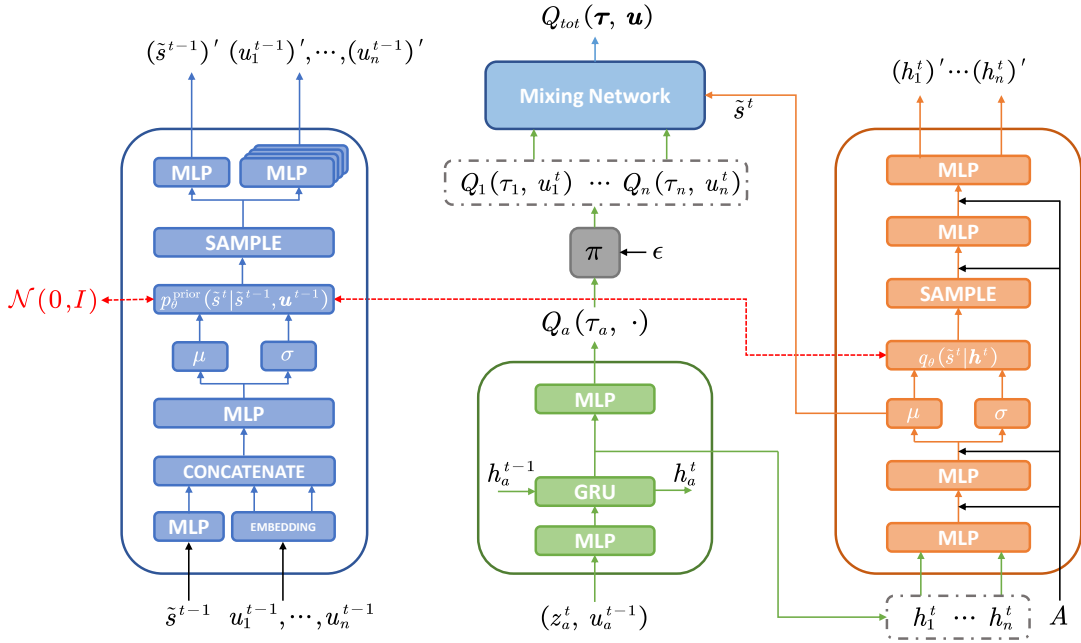 (s̃^{t-1})′ (u_1^{t-1})′,⋯,(u_n^{t-1})′
MLP MLP
SAMPLE
𝒩(0,I)
p_θ^{prior}(s̃^t|s̃^{t-1}, 𝒖^{t-1})
μ σ
MLP
CONCATENATE
MLP EMBEDDING
s̃^{t-1} u_1^{t-1},⋯,u_n^{t-1}
Q_{tot}(𝝉, 𝒖)
Mixing Network
s̃^t
Q_1(τ_1, u_1^t) ⋯ Q_n(τ_n, u_n^t)
π ϵ
Q_a(τ_a, ·)
MLP
h_a^{t-1} h_a^t
GRU
MLP
(z_a^t, u_a^{t-1})
(h_1^t)′⋯(h_n^t)′
MLP
MLP
SAMPLE
q_θ(s̃^t|𝒉^t)
μ σ
MLP
MLP
h_1^t ⋯ h_n^t A